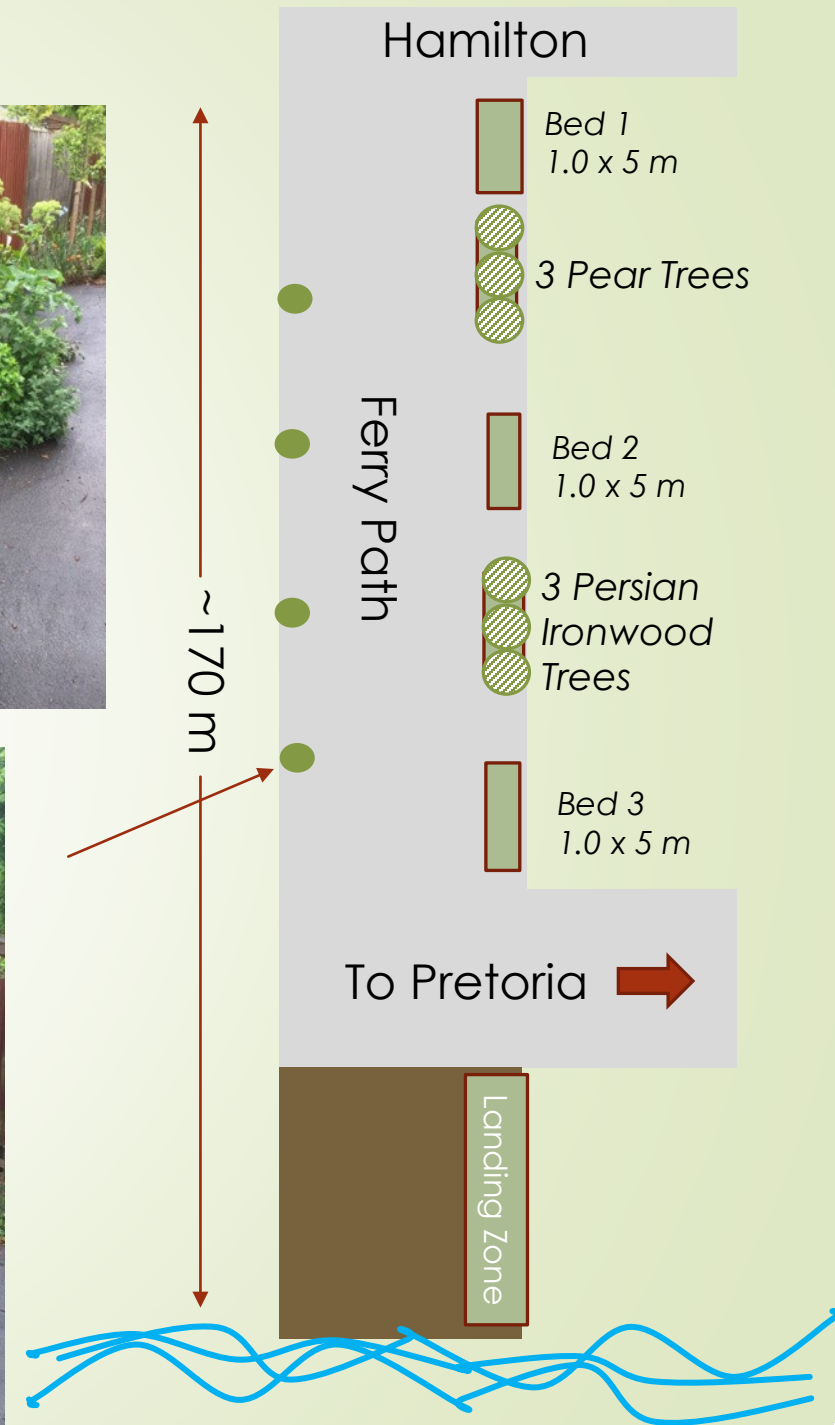 Hamilton
Bed 1
1.0 x 5 m
3 Pear Trees
Ferry Path
Bed 2
1.0 x 5 m
~170 m
3 Persian
Ironwood
Trees
Bed 3
1.0 x 5 m
To Pretoria
Landing Zone